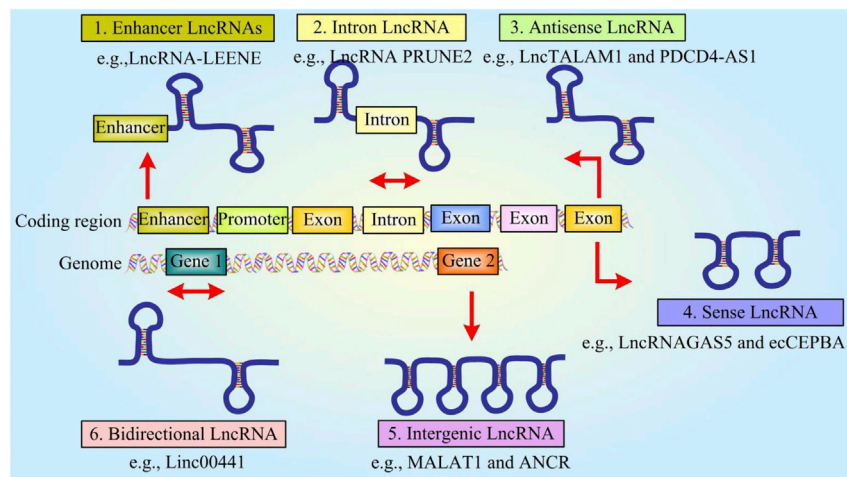 1. Enhancer LncRNAs
e.g.,LncRNA-LEENE
2. Intron LncRNA
e.g., LncRNA PRUNE2
3. Antisense LncRNA
e.g., LncTALAM1 and PDCD4-AS1
Enhancer
Intron
Coding region
Enhancer
Promoter
Exon
Intron
Exon
Exon
Exon
Genome
Gene 1
Gene 2
4. Sense LncRNA
e.g., LncRNAGAS5 and ecCEPBA
6. Bidirectional LncRNA
e.g., Linc00441
5. Intergenic LncRNA
e.g., MALAT1 and ANCR